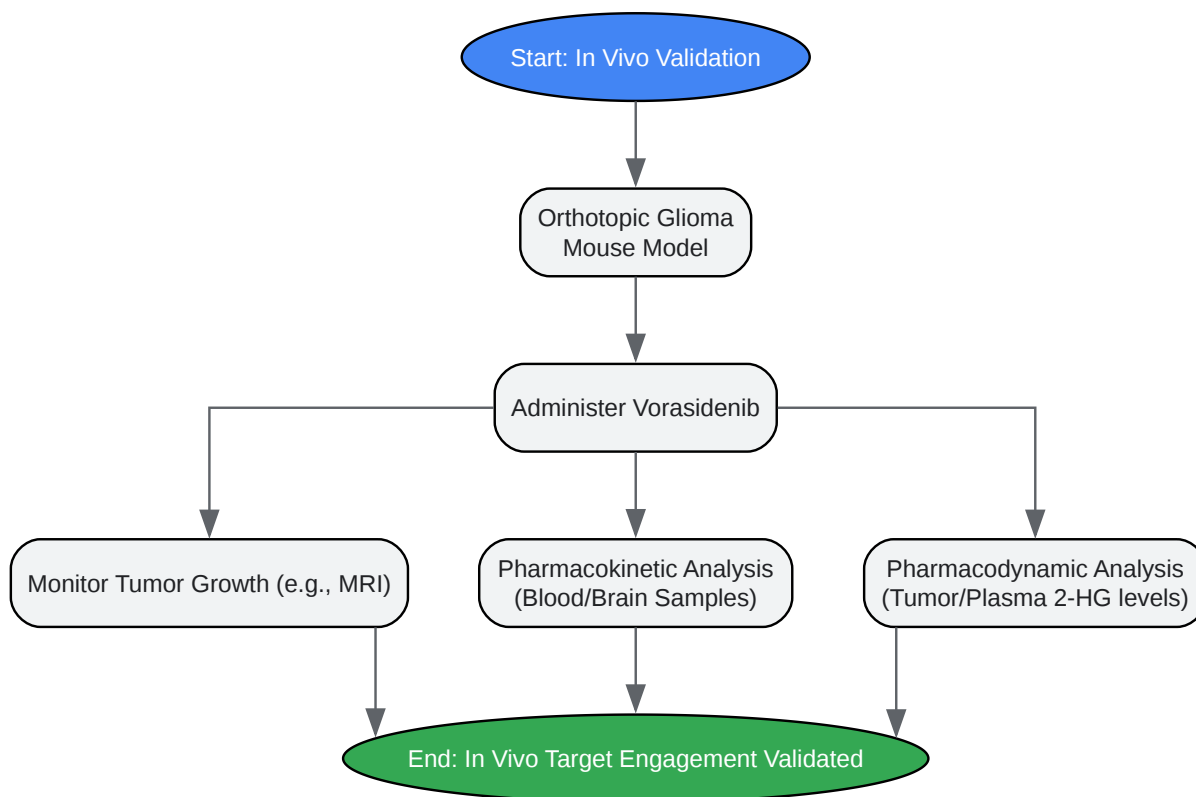 Start: In Vivo Validation
Orthotopic Glioma
Mouse Model
Administer Vorasidenib
Monitor Tumor Growth (e.g., MRI)
Pharmacokinetic Analysis
(Blood/Brain Samples)
Pharmacodynamic Analysis
(Tumor/Plasma 2-HG levels)
End: In Vivo Target Engagement Validated